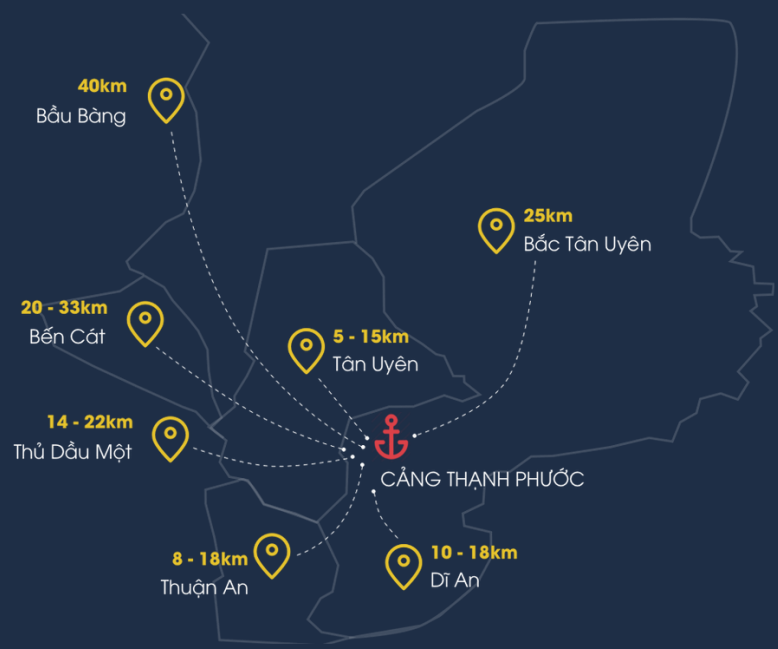 40km
Bầu Bàng
25km
Bắc Tân Uyên
20 - 33km
Bến Cát
5 - 15km
Tân Uyên
14 - 22km
Thủ Dầu Một
CẢNG THẠNH PHƯỚC
8 - 18km
Thuận An
10 - 18km
Dĩ An